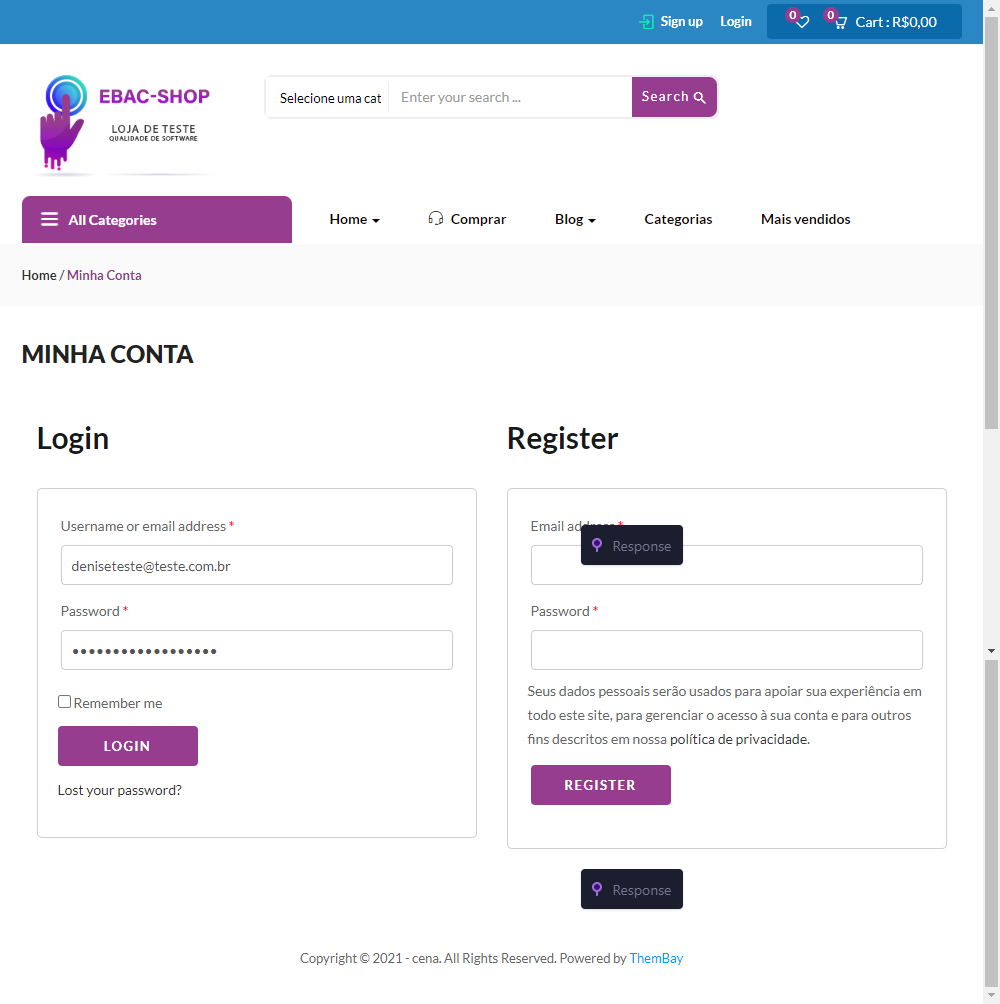 Sign up Login 0 0 Cart : R$0,00
EBAC-SHOP
LOJA DE TESTE
QUALIDADE DE SOFTWARE
Selecione uma cat Enter your search ... Search
All Categories Home Comprar Blog Categorias Mais vendidos
Home / Minha Conta
MINHA CONTA
Login
Username or email address *
deniseteste@teste.com.br
Password *
••••••••••••••••••
Remember me
LOGIN
Lost your password?
Register
Email address *
Response
Password *
Seus dados pessoais serão usados para apoiar sua experiência em
todo este site, para gerenciar o acesso à sua conta e para outros
fins descritos em nossa política de privacidade.
REGISTER
Response
Copyright © 2021 - cena. All Rights Reserved. Powered by ThemBay